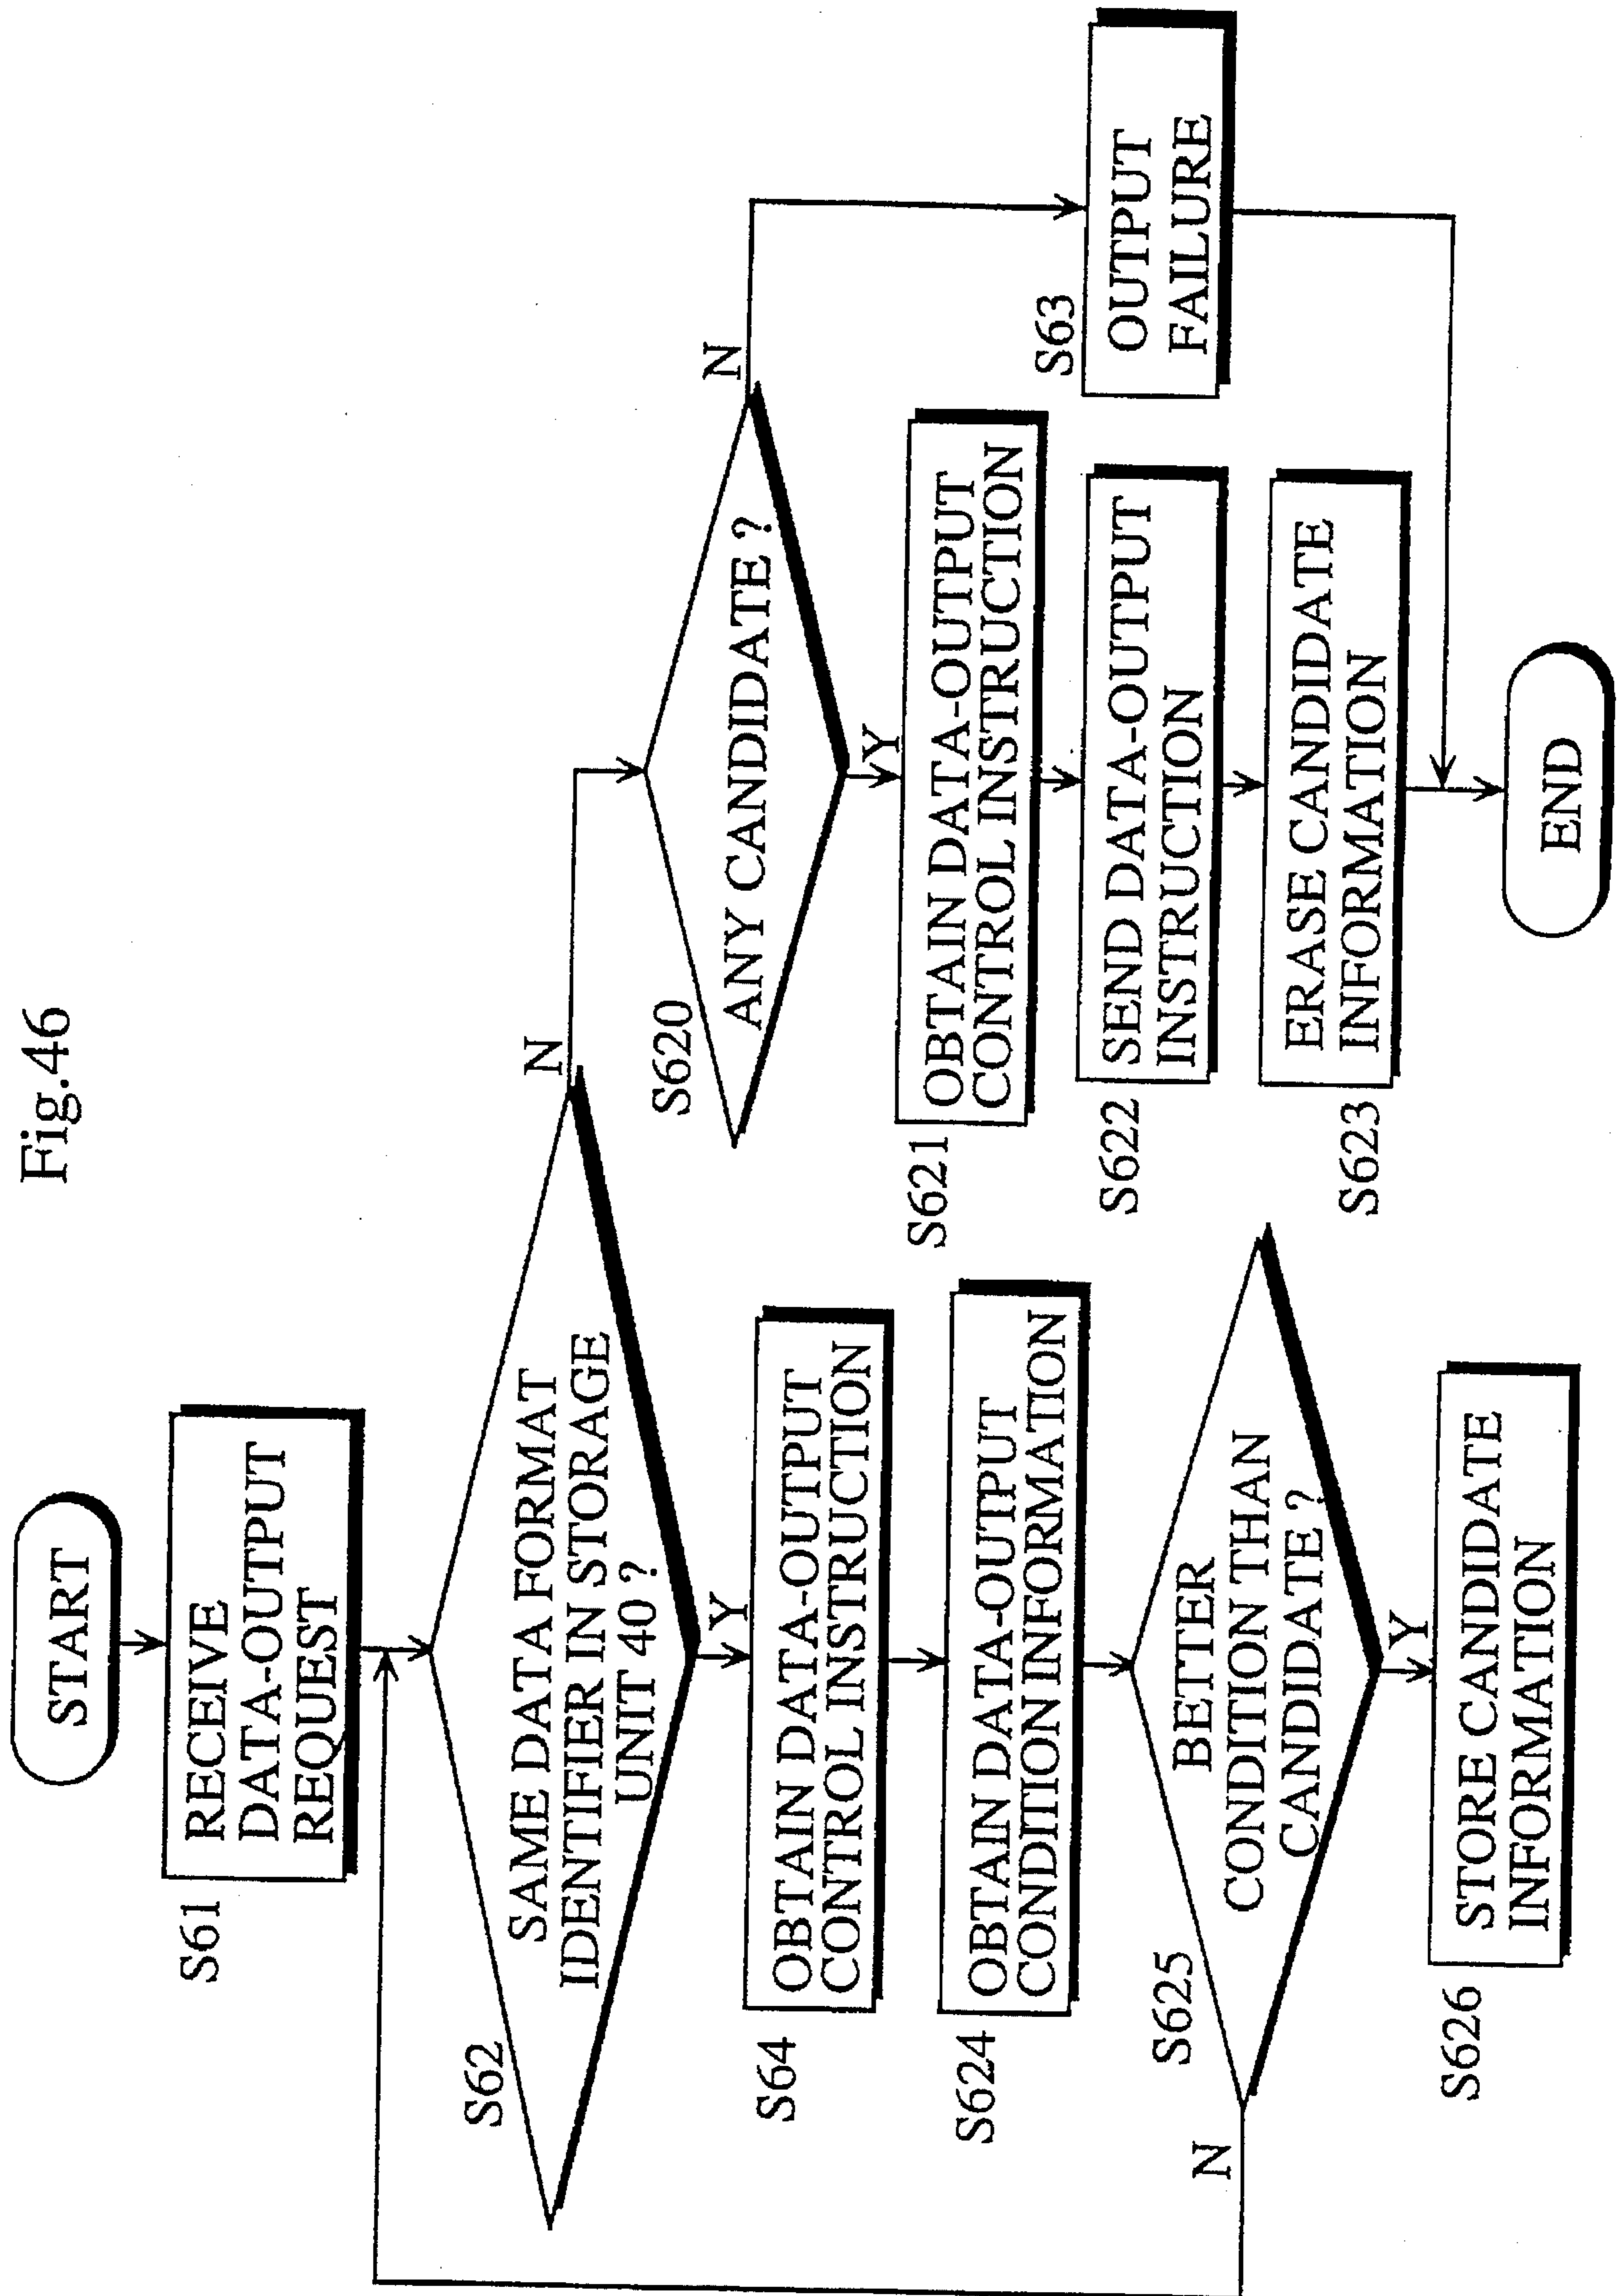 Fig.46
START
S61
RECEIVE
DATA-OUTPUT
REQUEST
S62
SAME DATA FORMAT
IDENTIFIER IN STORAGE
UNIT 40 ?
N
Y
S64
OBTAIN DATA-OUTPUT
CONTROL INSTRUCTION
S624
OBTAIN DATA-OUTPUT
CONDITION INFORMATION
S625
BETTER
CONDITION THAN
CANDIDATE ?
N
Y
S626
STORE CANDIDATE
INFORMATION
S620
ANY CANDIDATE ?
N
Y
S621
OBTAIN DATA-OUTPUT
CONTROL INSTRUCTION
S622
SEND DATA-OUTPUT
INSTRUCTION
S623
ERASE CANDIDATE
INFORMATION
S63
OUTPUT
FAILURE
END